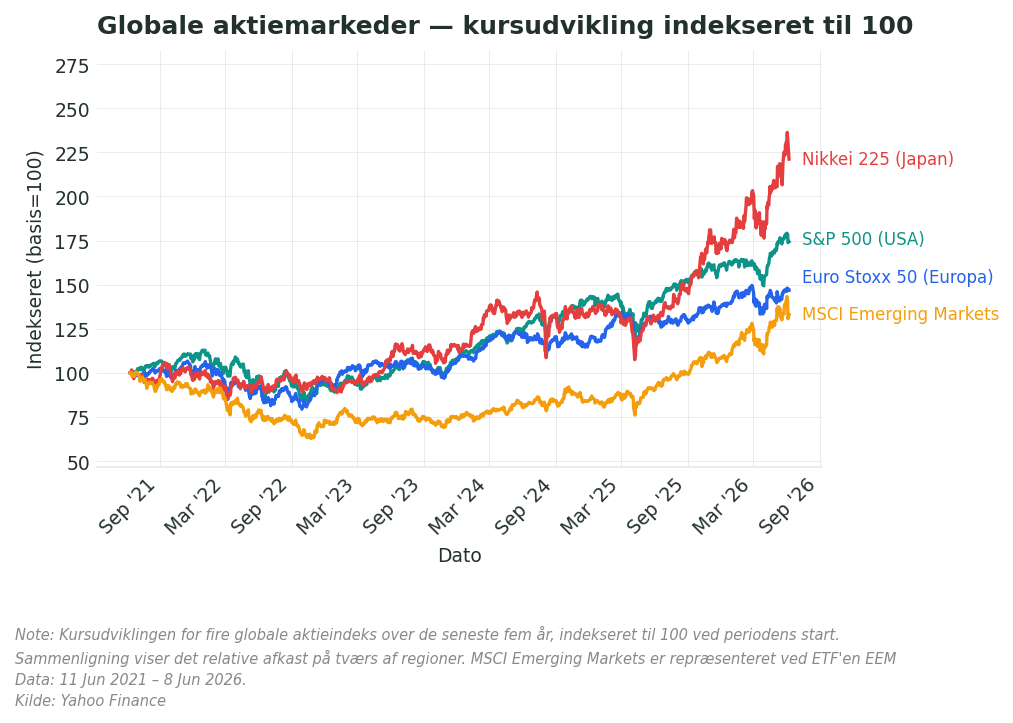 Globale aktiemarkeder — kursudvikling indekseret til 100
Indekseret (basis=100)
275
250
225
200
175
150
125
100
75
50
Nikkei 225 (Japan)
S&P 500 (USA)
Euro Stoxx 50 (Europa)
MSCI Emerging Markets
Sep '21
Mar '22
Sep '22
Mar '23
Sep '23
Mar '24
Sep '24
Mar '25
Sep '25
Mar '26
Sep '26
Dato
Note: Kursudviklingen for fire globale aktieindeks over de seneste fem år, indekseret til 100 ved periodens start.
Sammenligning viser det relative afkast på tværs af regioner. MSCI Emerging Markets er repræsenteret ved ETF'en EEM
Data: 11 Jun 2021 – 8 Jun 2026.
Kilde: Yahoo Finance